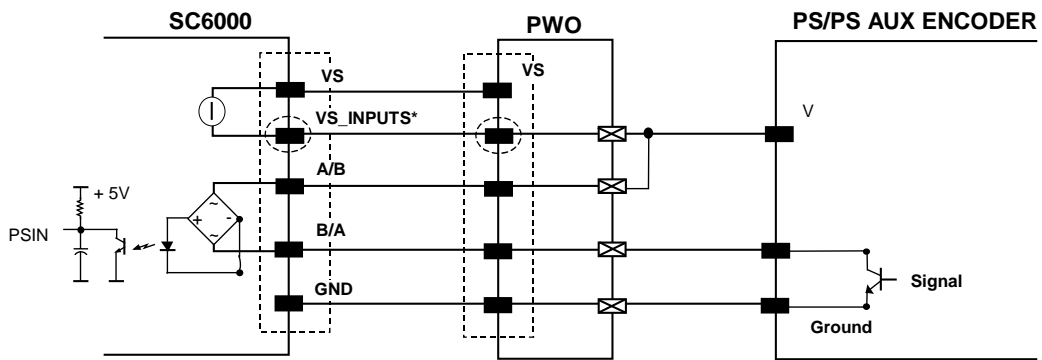 SC6000
PWO
PS/PS AUX ENCODER
VS
VS
VS_INPUTS*
V
A/B
+ 5V
PSIN
~
+
-
~
B/A
GND
Signal
Ground